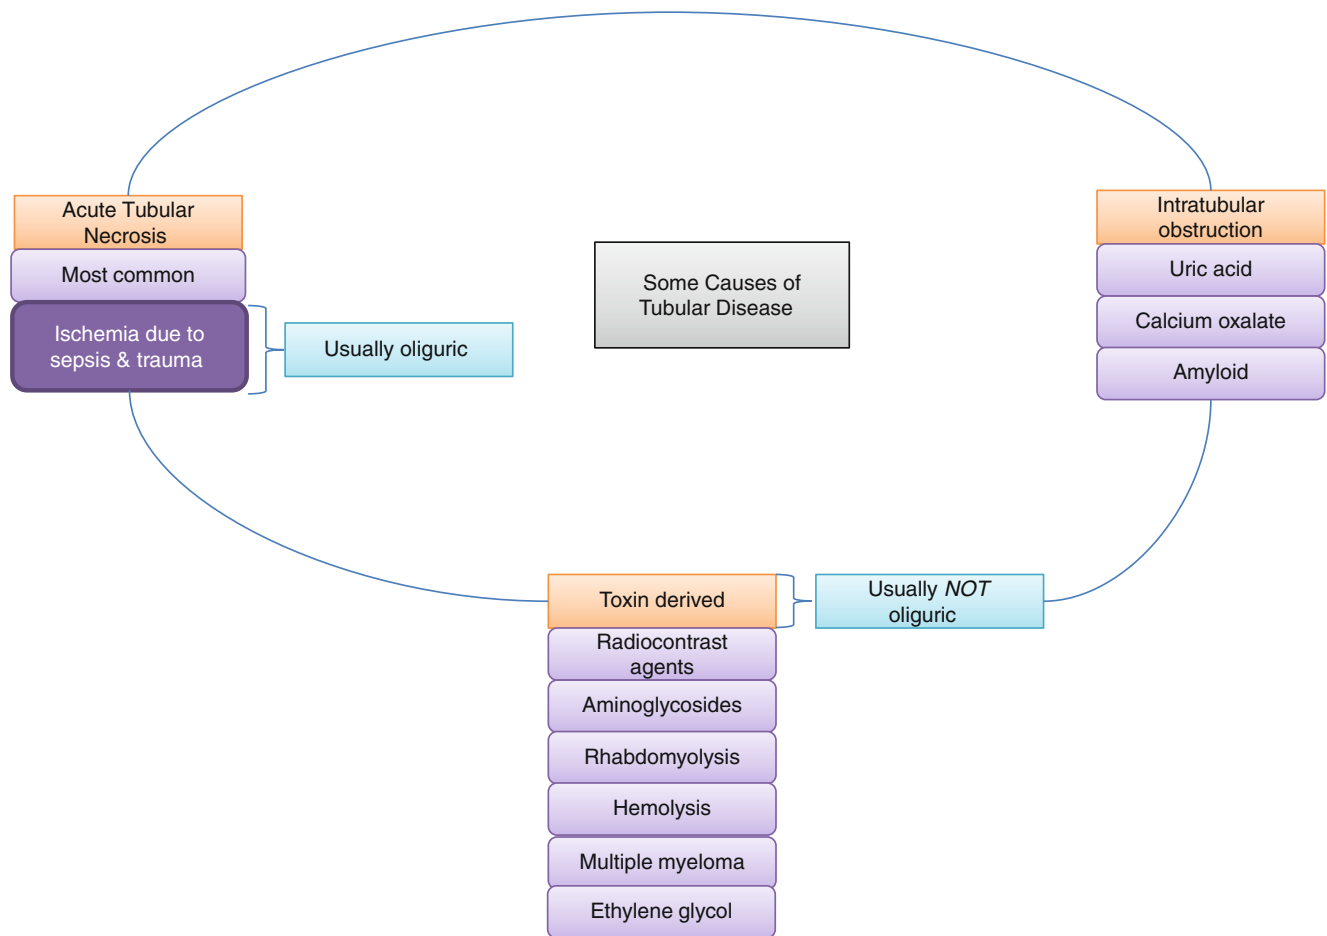 Acute Tubular
Necrosis
Most common
Ischemia due to
sepsis & trauma
Usually oliguric
Some Causes of
Tubular Disease
Intratubular
obstruction
Uric acid
Calcium oxalate
Amyloid
Toxin derived
Usually NOT
oliguric
Radiocontrast
agents
Aminoglycosides
Rhabdomyolysis
Hemolysis
Multiple myeloma
Ethylene glycol